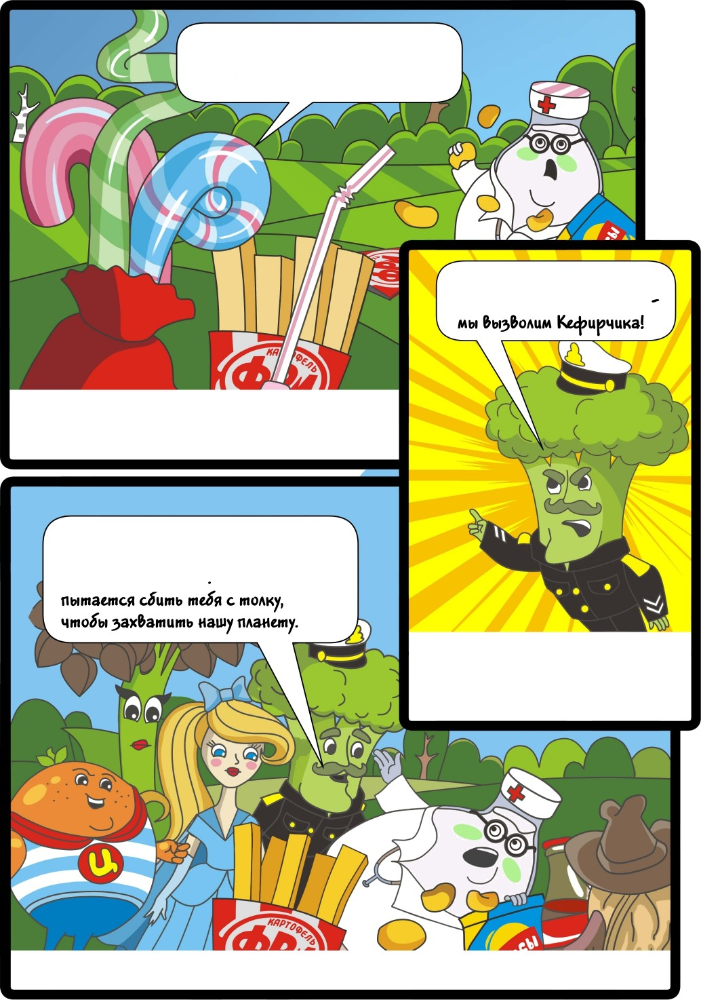 КАРТОФЕЛЬ
ФРИ
-
мы вызволим Кефирчика!
пытается сбить тебя с толку,
чтобы захватить нашу планету.
Ц
КАРТОФЕЛЬ